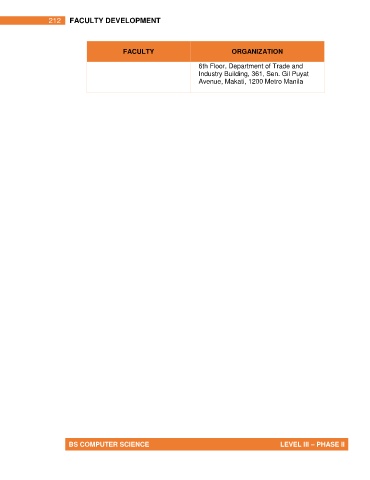 212 FACULTY DEVELOPMENT
FACULTY ORGANIZATION
6th Floor, Department of Trade and
Industry Building, 361, Sen. Gil Puyat
Avenue, Makati, 1200 Metro Manila
BS COMPUTER SCIENCE LEVEL III – PHASE II